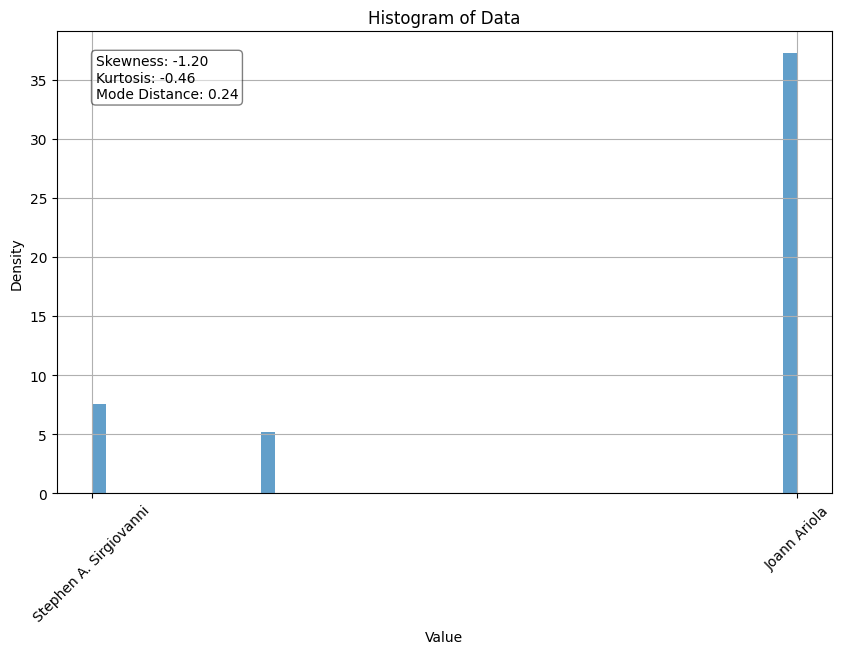 Histogram of Data
Skewness: -1.20
Kurtosis: -0.46
Mode Distance: 0.24
Density
35
30
25
20
15
10
5
0
Stephen A. Sirgiovanni
Joann Ariola
Value